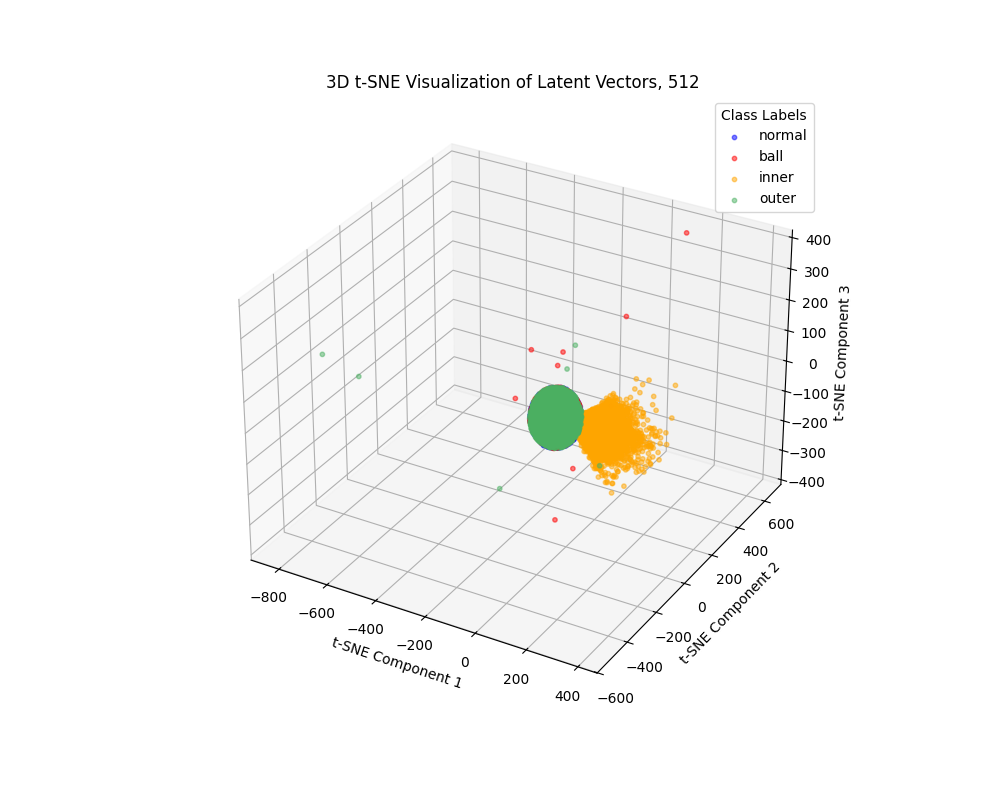 3D t-SNE Visualization of Latent Vectors, 512
Class Labels
normal
ball
inner
outer
400
300
200
100
0
−100
−200
−300
−400
t-SNE Component 3
−800
−600
−400
−200
0
200
400
t-SNE Component 1
−600
−400
−200
0
200
400
600
t-SNE Component 2